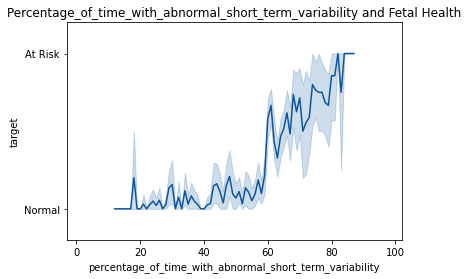 Percentage_of_time_with_abnormal_short_term_variability and Fetal Health
At Risk
target
Normal
0 20 40 60 80 100
percentage_of_time_with_abnormal_short_term_variability